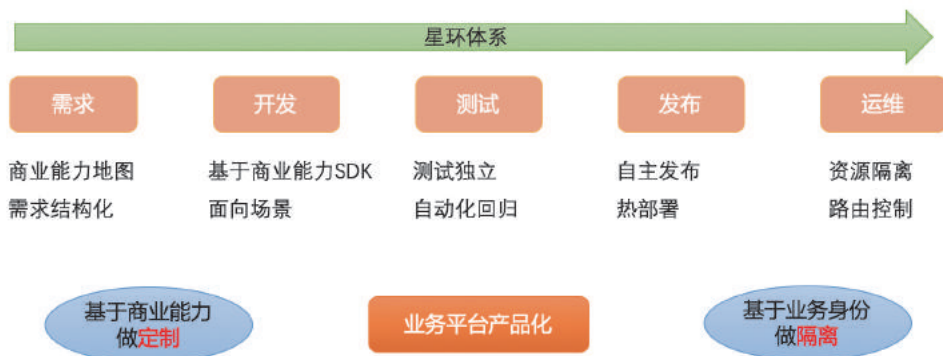 星环体系
需求
开发
测试
发布
运维
商业能力地图
基于商业能力SDK
测试独立
自主发布
资源隔离
需求结构化
面向场景
自动化回归
热部署
路由控制
基于商业能力
做定制
业务平台产品化
基于业务身份
做隔离